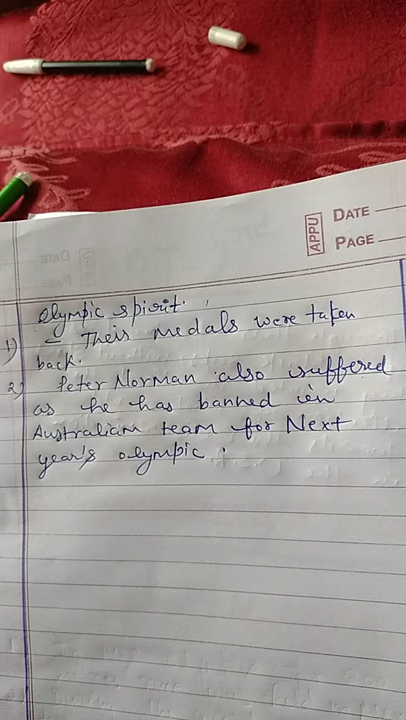 APPU
DATE
PAGE
Olympic spirit.
1) – Their medals were taken
back.
2) Peter Norman also suffered
as he has banned in
Australian team for Next
year's olympic.